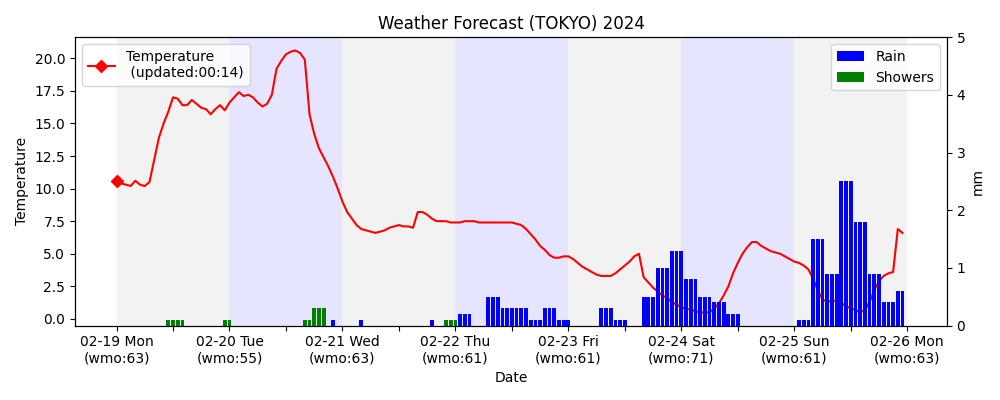 Weather Forecast (TOKYO) 2024
Temperature
(updated:00:14)
Rain
Showers
Temperature
20.0
17.5
15.0
12.5
10.0
7.5
5.0
2.5
0.0
5
4
3
2
1
0
mm
02-19 Mon
(wmo:63)
02-20 Tue
(wmo:55)
02-21 Wed
(wmo:63)
02-22 Thu
(wmo:61)
02-23 Fri
(wmo:61)
02-24 Sat
(wmo:71)
02-25 Sun
(wmo:61)
02-26 Mon
(wmo:63)
Date